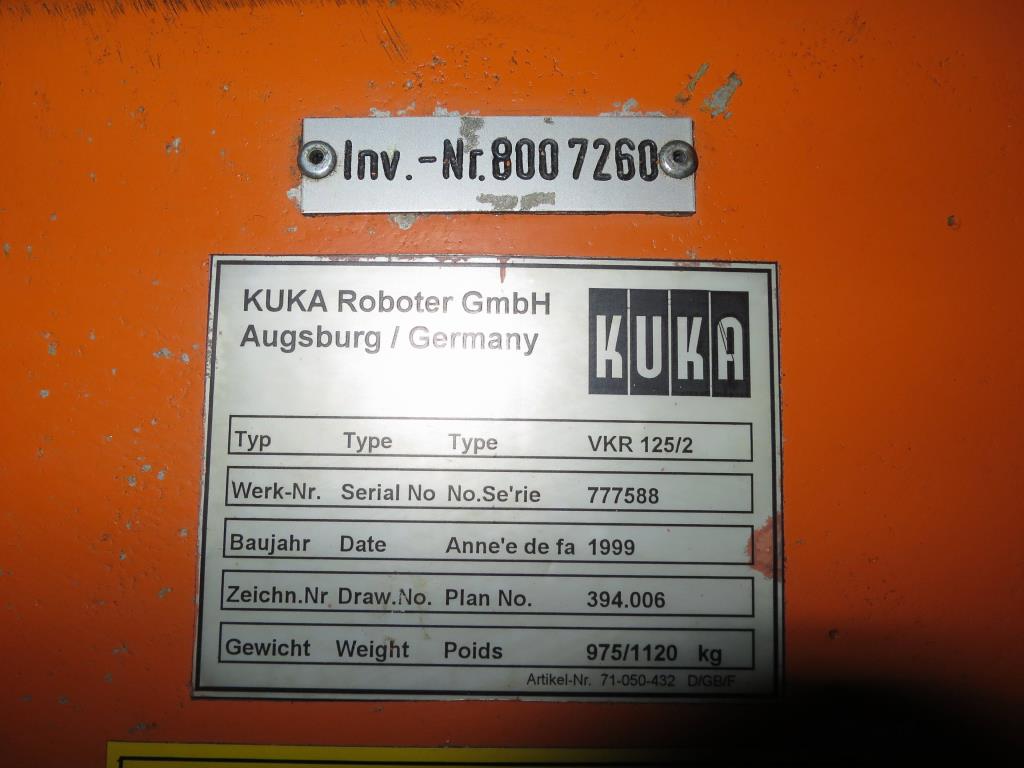 Inv.-Nr. 800 7260
KUKA Roboter GmbH
Augsburg / Germany
KUKA
Typ Type Type VKR 125/2
Werk-Nr. Serial No No.Se'rie 777588
Baujahr Date Anne'e de fa 1999
Zeichn.Nr Draw.No. Plan No. 394.006
Gewicht Weight Poids 975/1120 kg
Artikel-Nr. 71-050-432 D/GB/F